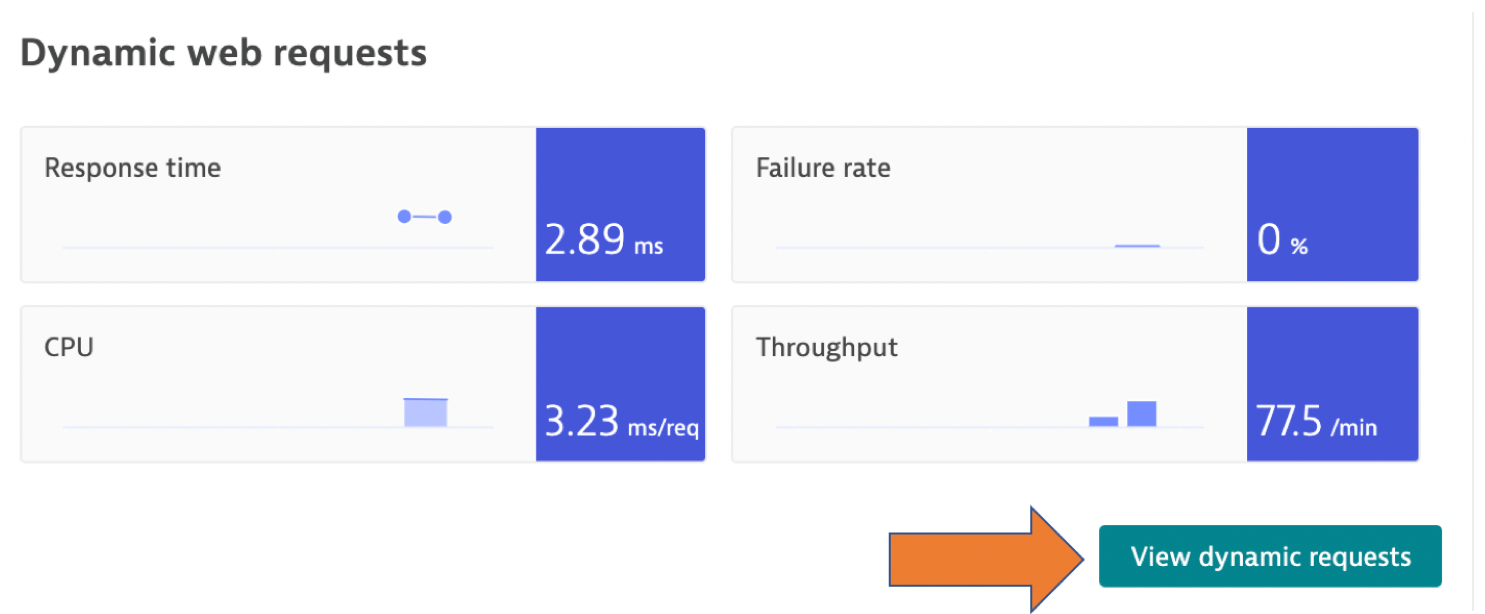 Dynamic web requests
Response time
2.89 ms
Failure rate
0 %
CPU
3.23 ms/req
Throughput
77.5 /min
View dynamic requests